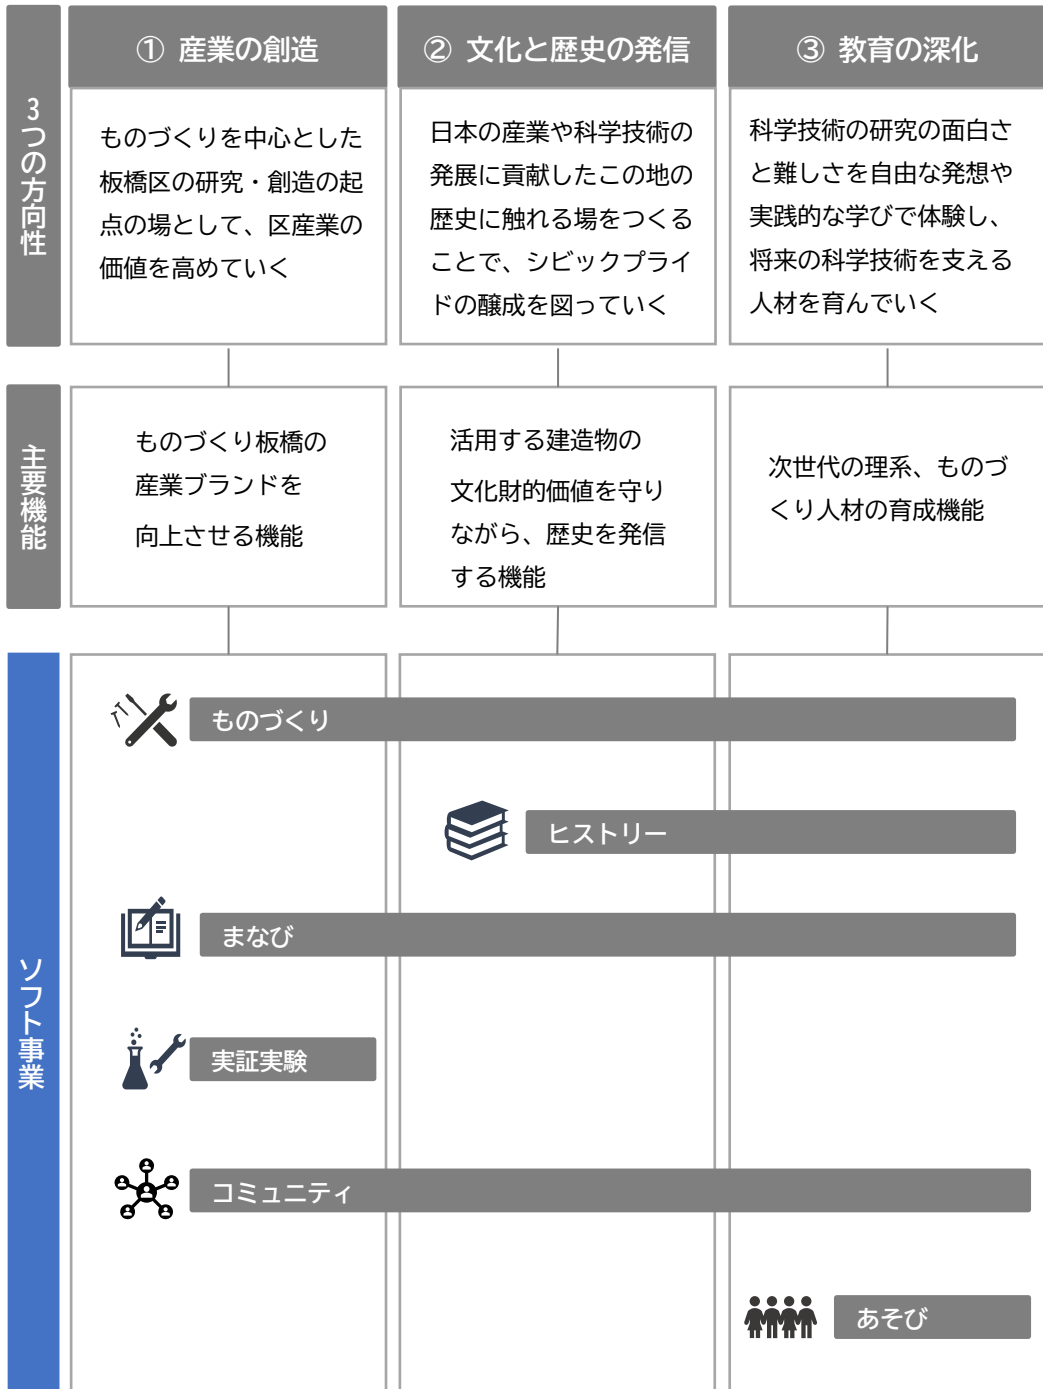 3つの方向性
① 産業の創造
ものづくりを中心とした
板橋区の研究・創造の起
点の場として、区産業の
価値を高めていく
② 文化と歴史の発信
日本の産業や科学技術の
発展に貢献したこの地の
歴史に触れる場をつくる
ことで、シビックプライ
ドの醸成を図っていく
③ 教育の深化
科学技術の研究の面白さ
と難しさを自由な発想や
実践的な学びで体験し、
将来の科学技術を支える
人材を育んでいく
主要機能
ものづくり板橋の
産業ブランドを
向上させる機能
活用する建造物の
文化財的価値を守り
ながら、歴史を発信
する機能
次世代の理系、ものづ
くり人材の育成機能
ソフト事業
ものづくり
ヒストリー
まなび
実証実験
コミュニティ
あそび